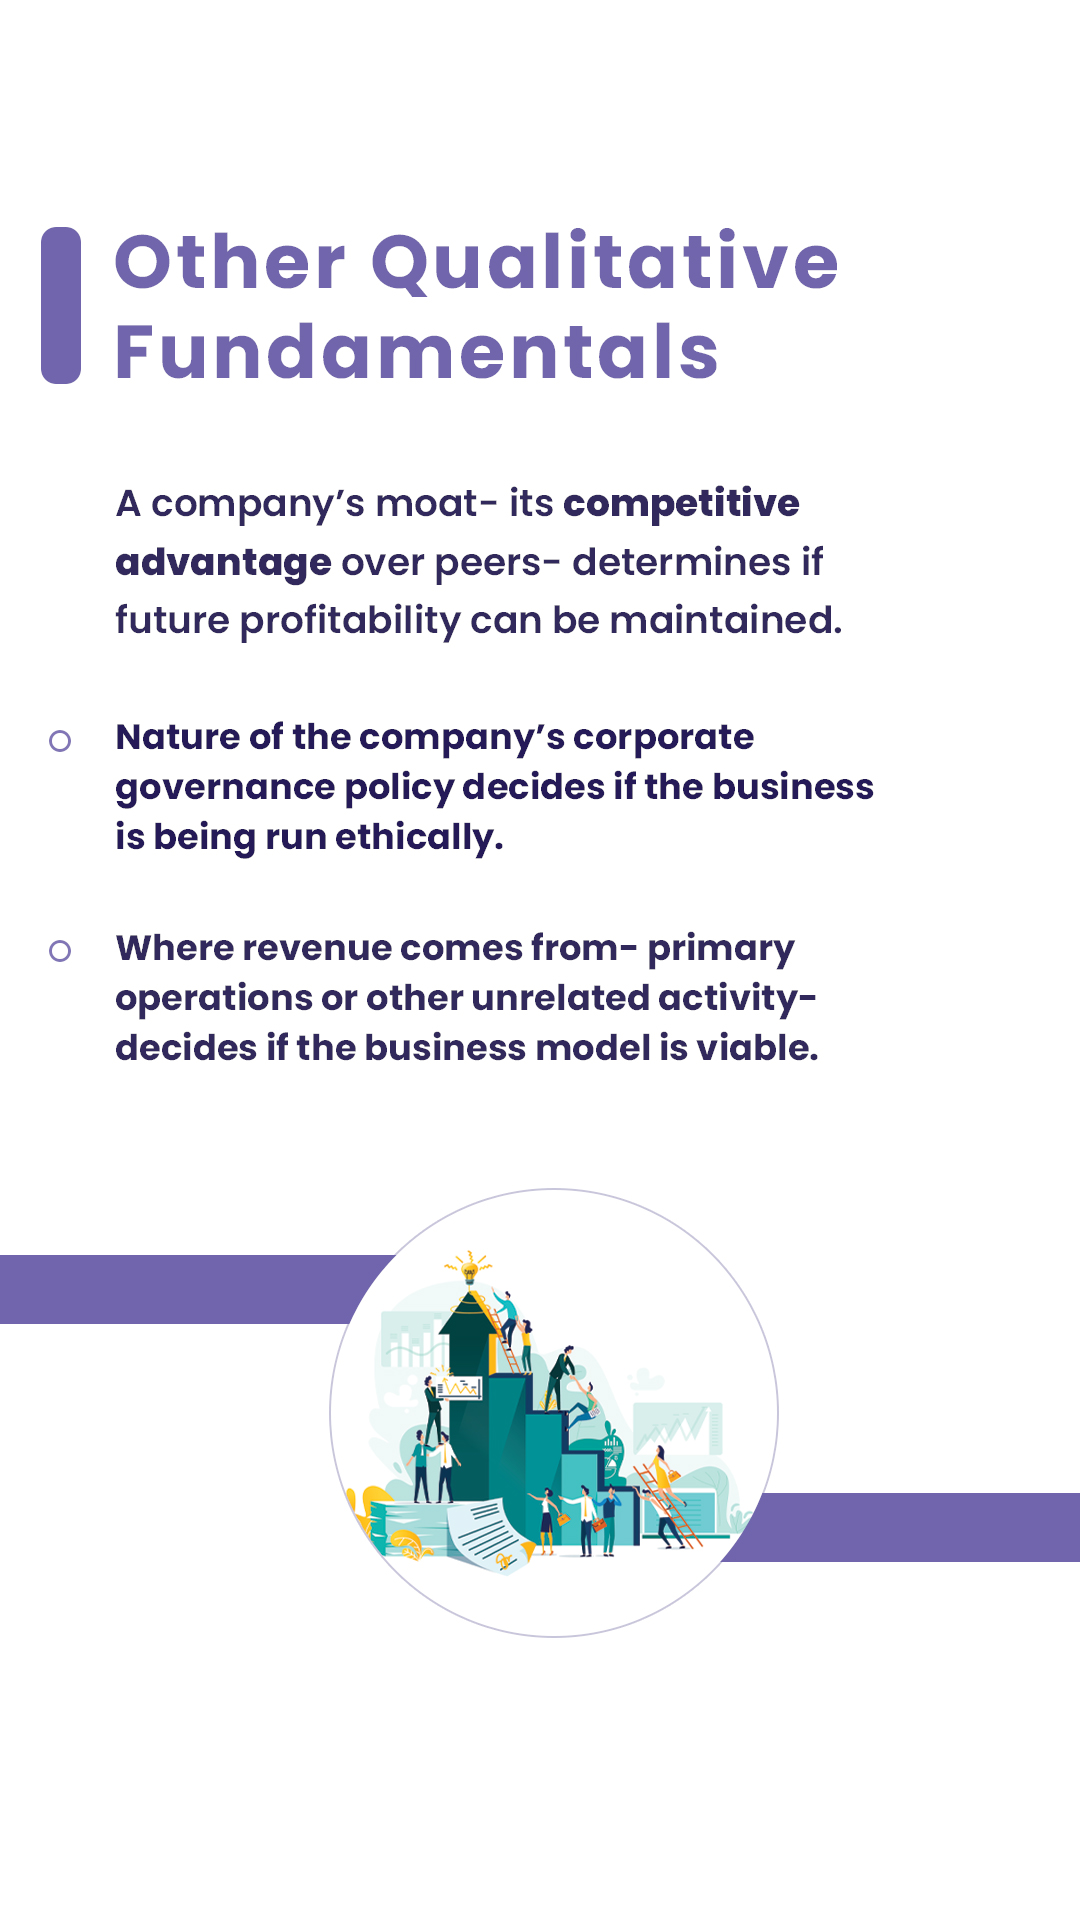 Other Qualitative
Fundamentals
A company’s moat- its competitive
advantage over peers- determines if
future profitability can be maintained.
Nature of the company’s corporate
governance policy decides if the business
is being run ethically.
Where revenue comes from- primary
operations or other unrelated activity-
decides if the business model is viable.